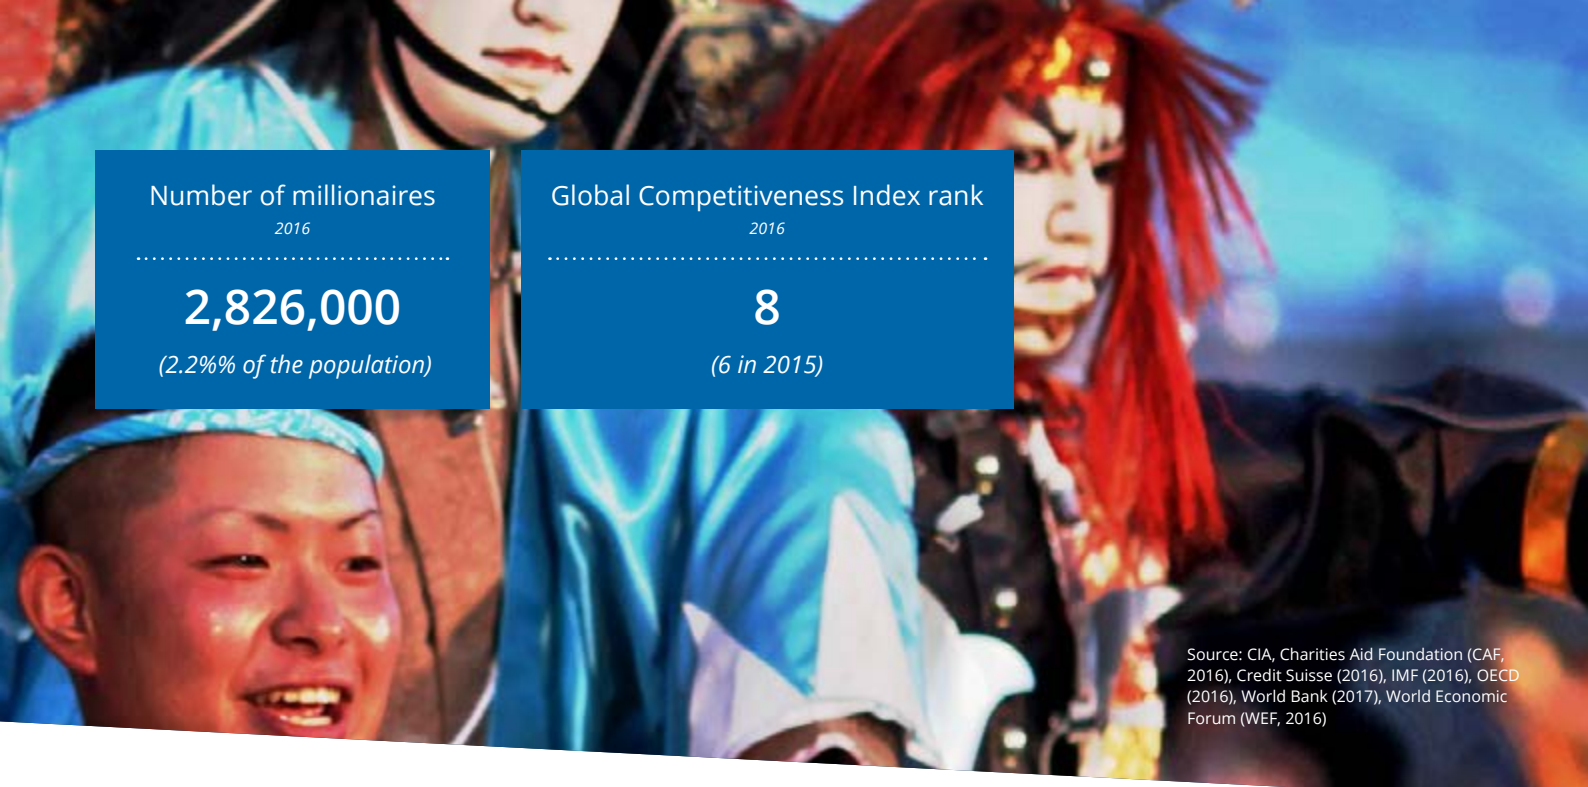 Number of millionaires
2016
2,826,000
(2.2%% of the population)
Global Competitiveness Index rank
2016
8
(6 in 2015)
Source: CIA, Charities Aid Foundation (CAF,
2016), Credit Suisse (2016), IMF (2016), OECD
(2016), World Bank (2017), World Economic
Forum (WEF, 2016)